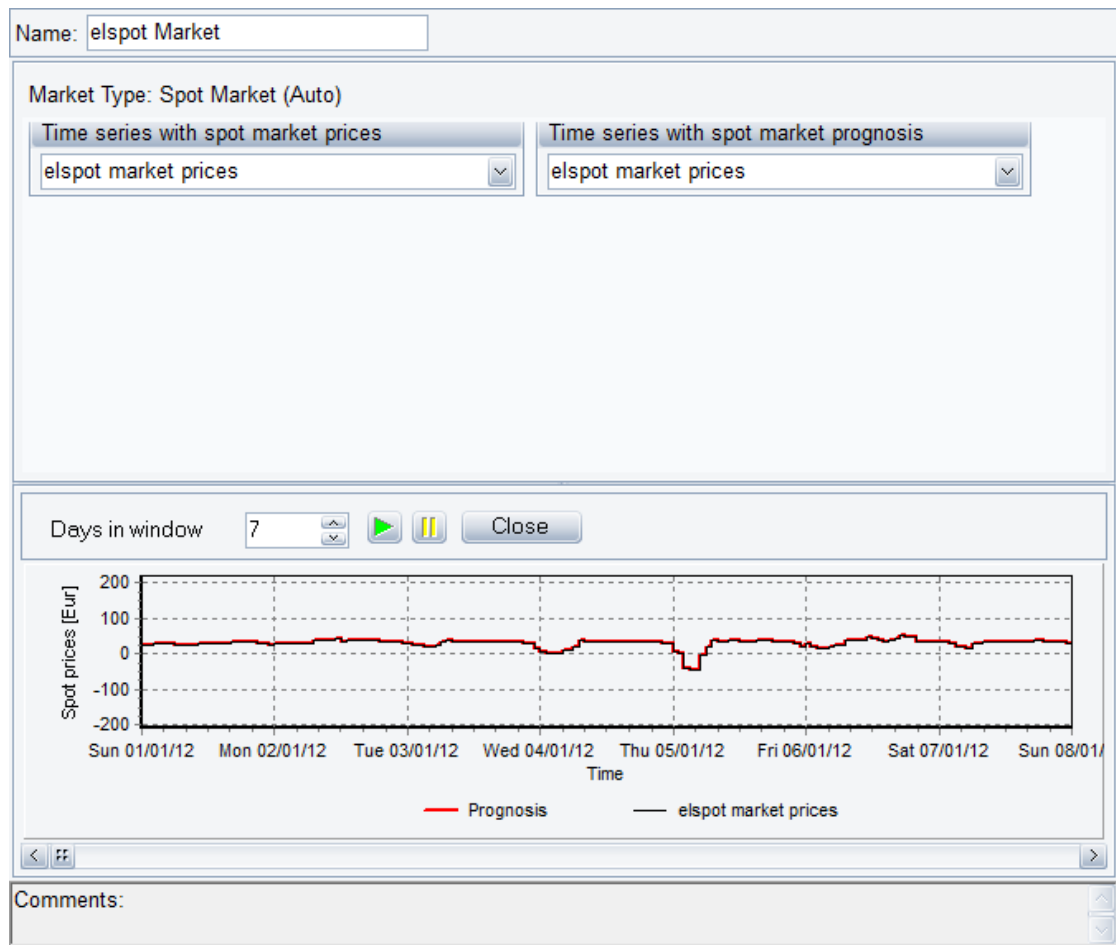 Name: elspot Market
Market Type: Spot Market (Auto)
Time series with spot market prices
Time series with spot market prognosis
elspot market prices
elspot market prices
Days in window 7 Close
200
100
0
-100
-200
Spot prices [Eur]
Sun 01/01/12 Mon 02/01/12 Tue 03/01/12 Wed 04/01/12 Thu 05/01/12 Fri 06/01/12 Sat 07/01/12 Sun 08/01/
Time
Prognosis elspot market prices
Comments: